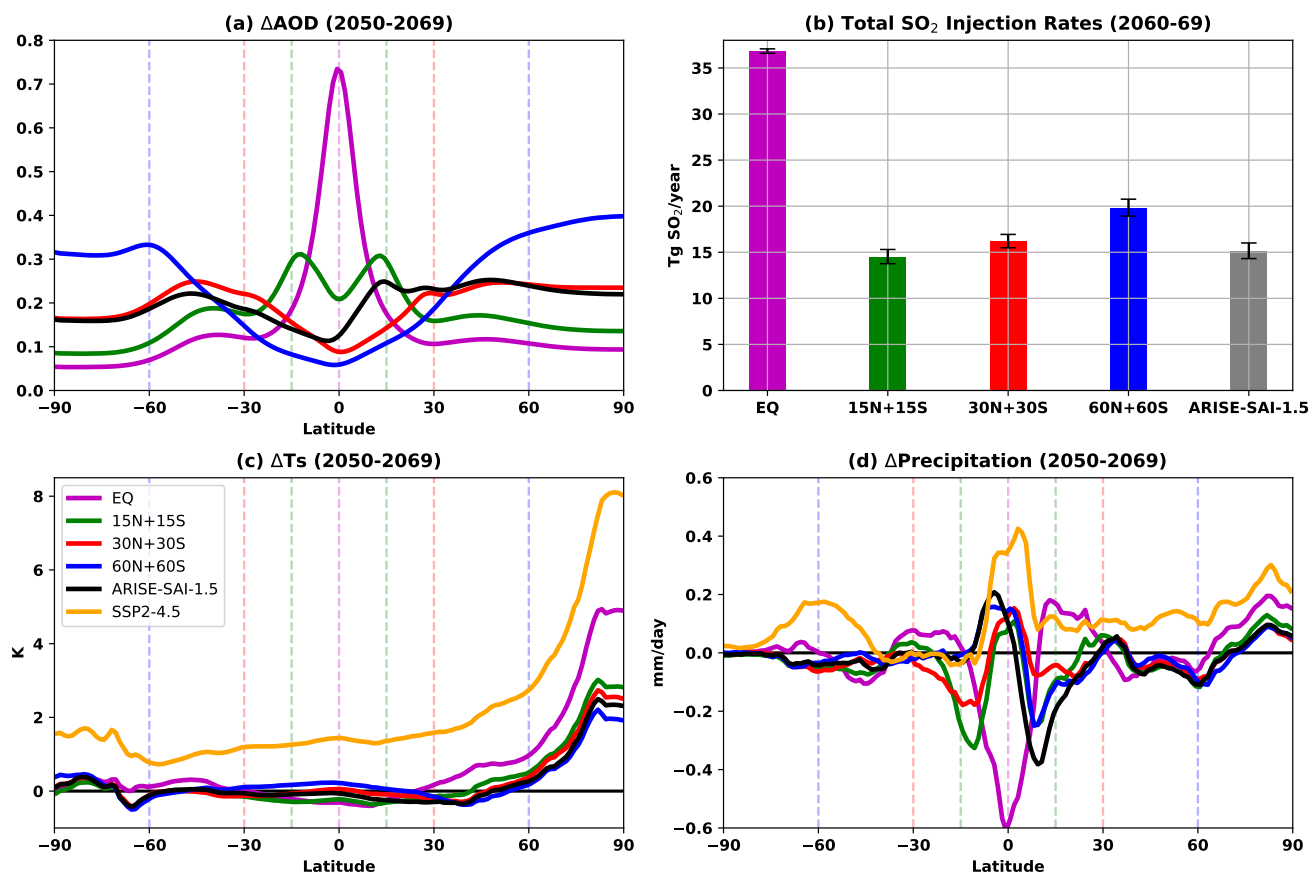 (a) ΔAOD (2050-2069)
0.8
0.7
0.6
0.5
0.4
0.3
0.2
0.1
0.0
−90 −60 −30 0 30 60 90
Latitude
(b) Total SO₂ Injection Rates (2060-69)
Tg SO₂/year
35
30
25
20
15
10
5
0
EQ 15N+15S 30N+30S 60N+60S ARISE-SAI-1.5
(c) ΔTs (2050-2069)
K
8
6
4
2
0
EQ
15N+15S
30N+30S
60N+60S
ARISE-SAI-1.5
SSP2-4.5
−90 −60 −30 0 30 60 90
Latitude
(d) ΔPrecipitation (2050-2069)
mm/day
0.6
0.4
0.2
0.0
−0.2
−0.4
−0.6
−90 −60 −30 0 30 60 90
Latitude